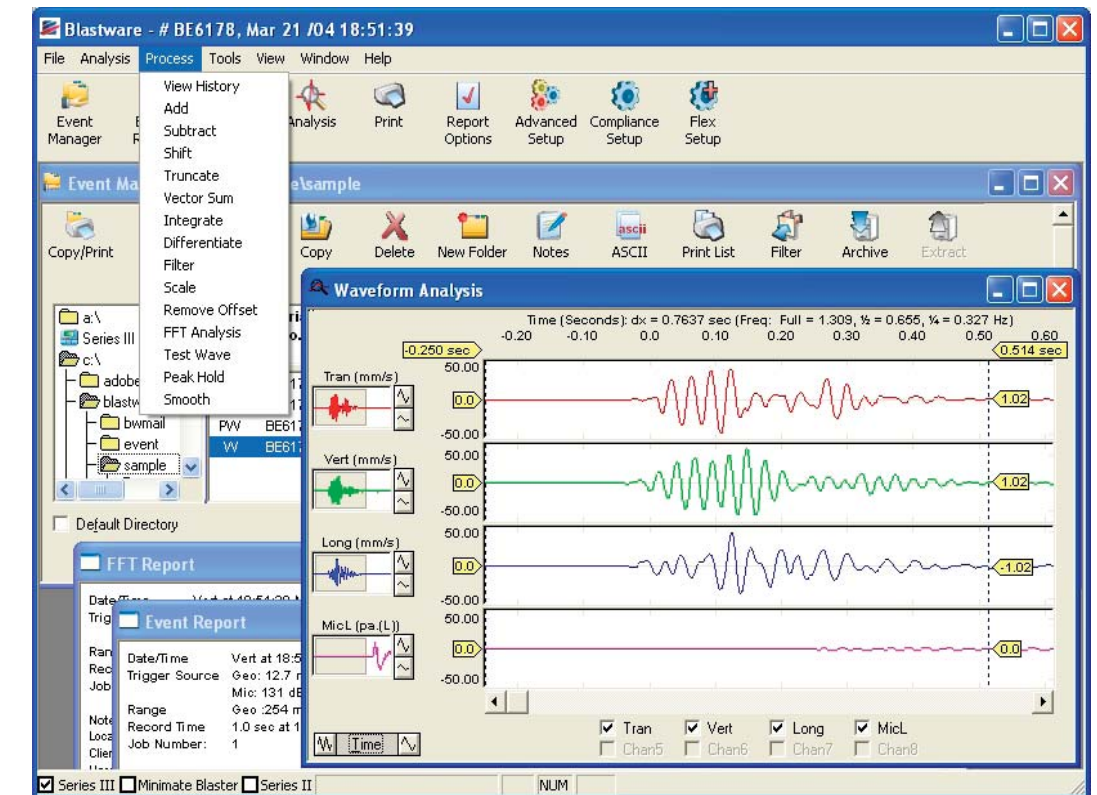 Blastware - # BE6178, Mar 21 /04 18:51:39
File Analysis Process Tools View Window Help
View History
Add
Subtract
Shift
Truncate
Vector Sum
Integrate
Differentiate
Filter
Scale
Remove Offset
FFT Analysis
Test Wave
Peak Hold
Smooth
Event Manager
Analysis
Print
Report Options
Advanced Setup
Compliance Setup
Flex Setup
Event Ma
e\sample
Copy/Print
Copy
Delete
New Folder
Notes
ASCII
Print List
Filter
Archive
Extract
a:\
Series III
c:\
adobe
blastw
bwmail
event
sample
PW BE617
VV BE617
Default Directory
Waveform Analysis
Time (Seconds): dx = 0.7637 sec (Freq: Full = 1.309, ½ = 0.655, ¼ = 0.327 Hz)
-0.20 -0.10 0.0 0.10 0.20 0.30 0.40 0.50 0.60
-0.250 sec
0.514 sec
Tran (mm/s)
50.00
0.0
1.02
-50.00
Vert (mm/s)
50.00
0.0
1.02
-50.00
Long (mm/s)
50.00
0.0
-1.02
-50.00
MicL (pa.(L))
50.00
0.0
0.0
-50.00
Time
Tran Vert Long MicL
Chan5 Chan6 Chan7 Chan8
FFT Report
Date/Time
Trig
Ran
Rec
Job
Note
Loca
Clien
Event Report
Date/Time Vert at 18:5
Trigger Source Geo: 12.7
Mic: 131 dB
Range Geo :254 m
Record Time 1.0 sec at 1
Job Number: 1
Series III Minimate Blaster Series II
NUM